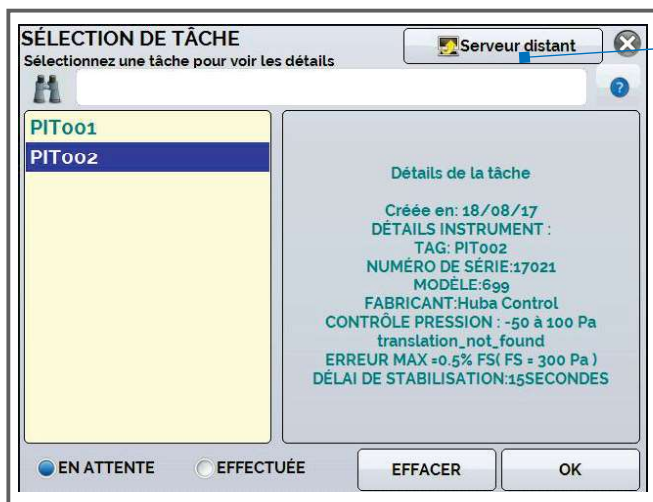 SÉLECTION DE TÂCHE
Sélectionnez une tâche pour voir les détails
Serveur distant
?
PIT001
PIT002
Détails de la tâche
Créée en: 18/08/17
DÉTAILS INSTRUMENT :
TAG: PIT002
NUMÉRO DE SÉRIE:17021
MODÈLE:699
FABRICANT:Huba Control
CONTRÔLE PRESSION : -50 à 100 Pa
translation_not_found
ERREUR MAX =0.5% FS( FS = 300 Pa )
DÉLAI DE STABILISATION:15SECONDES
EN ATTENTE
EFFECTUÉE
EFFACER
OK